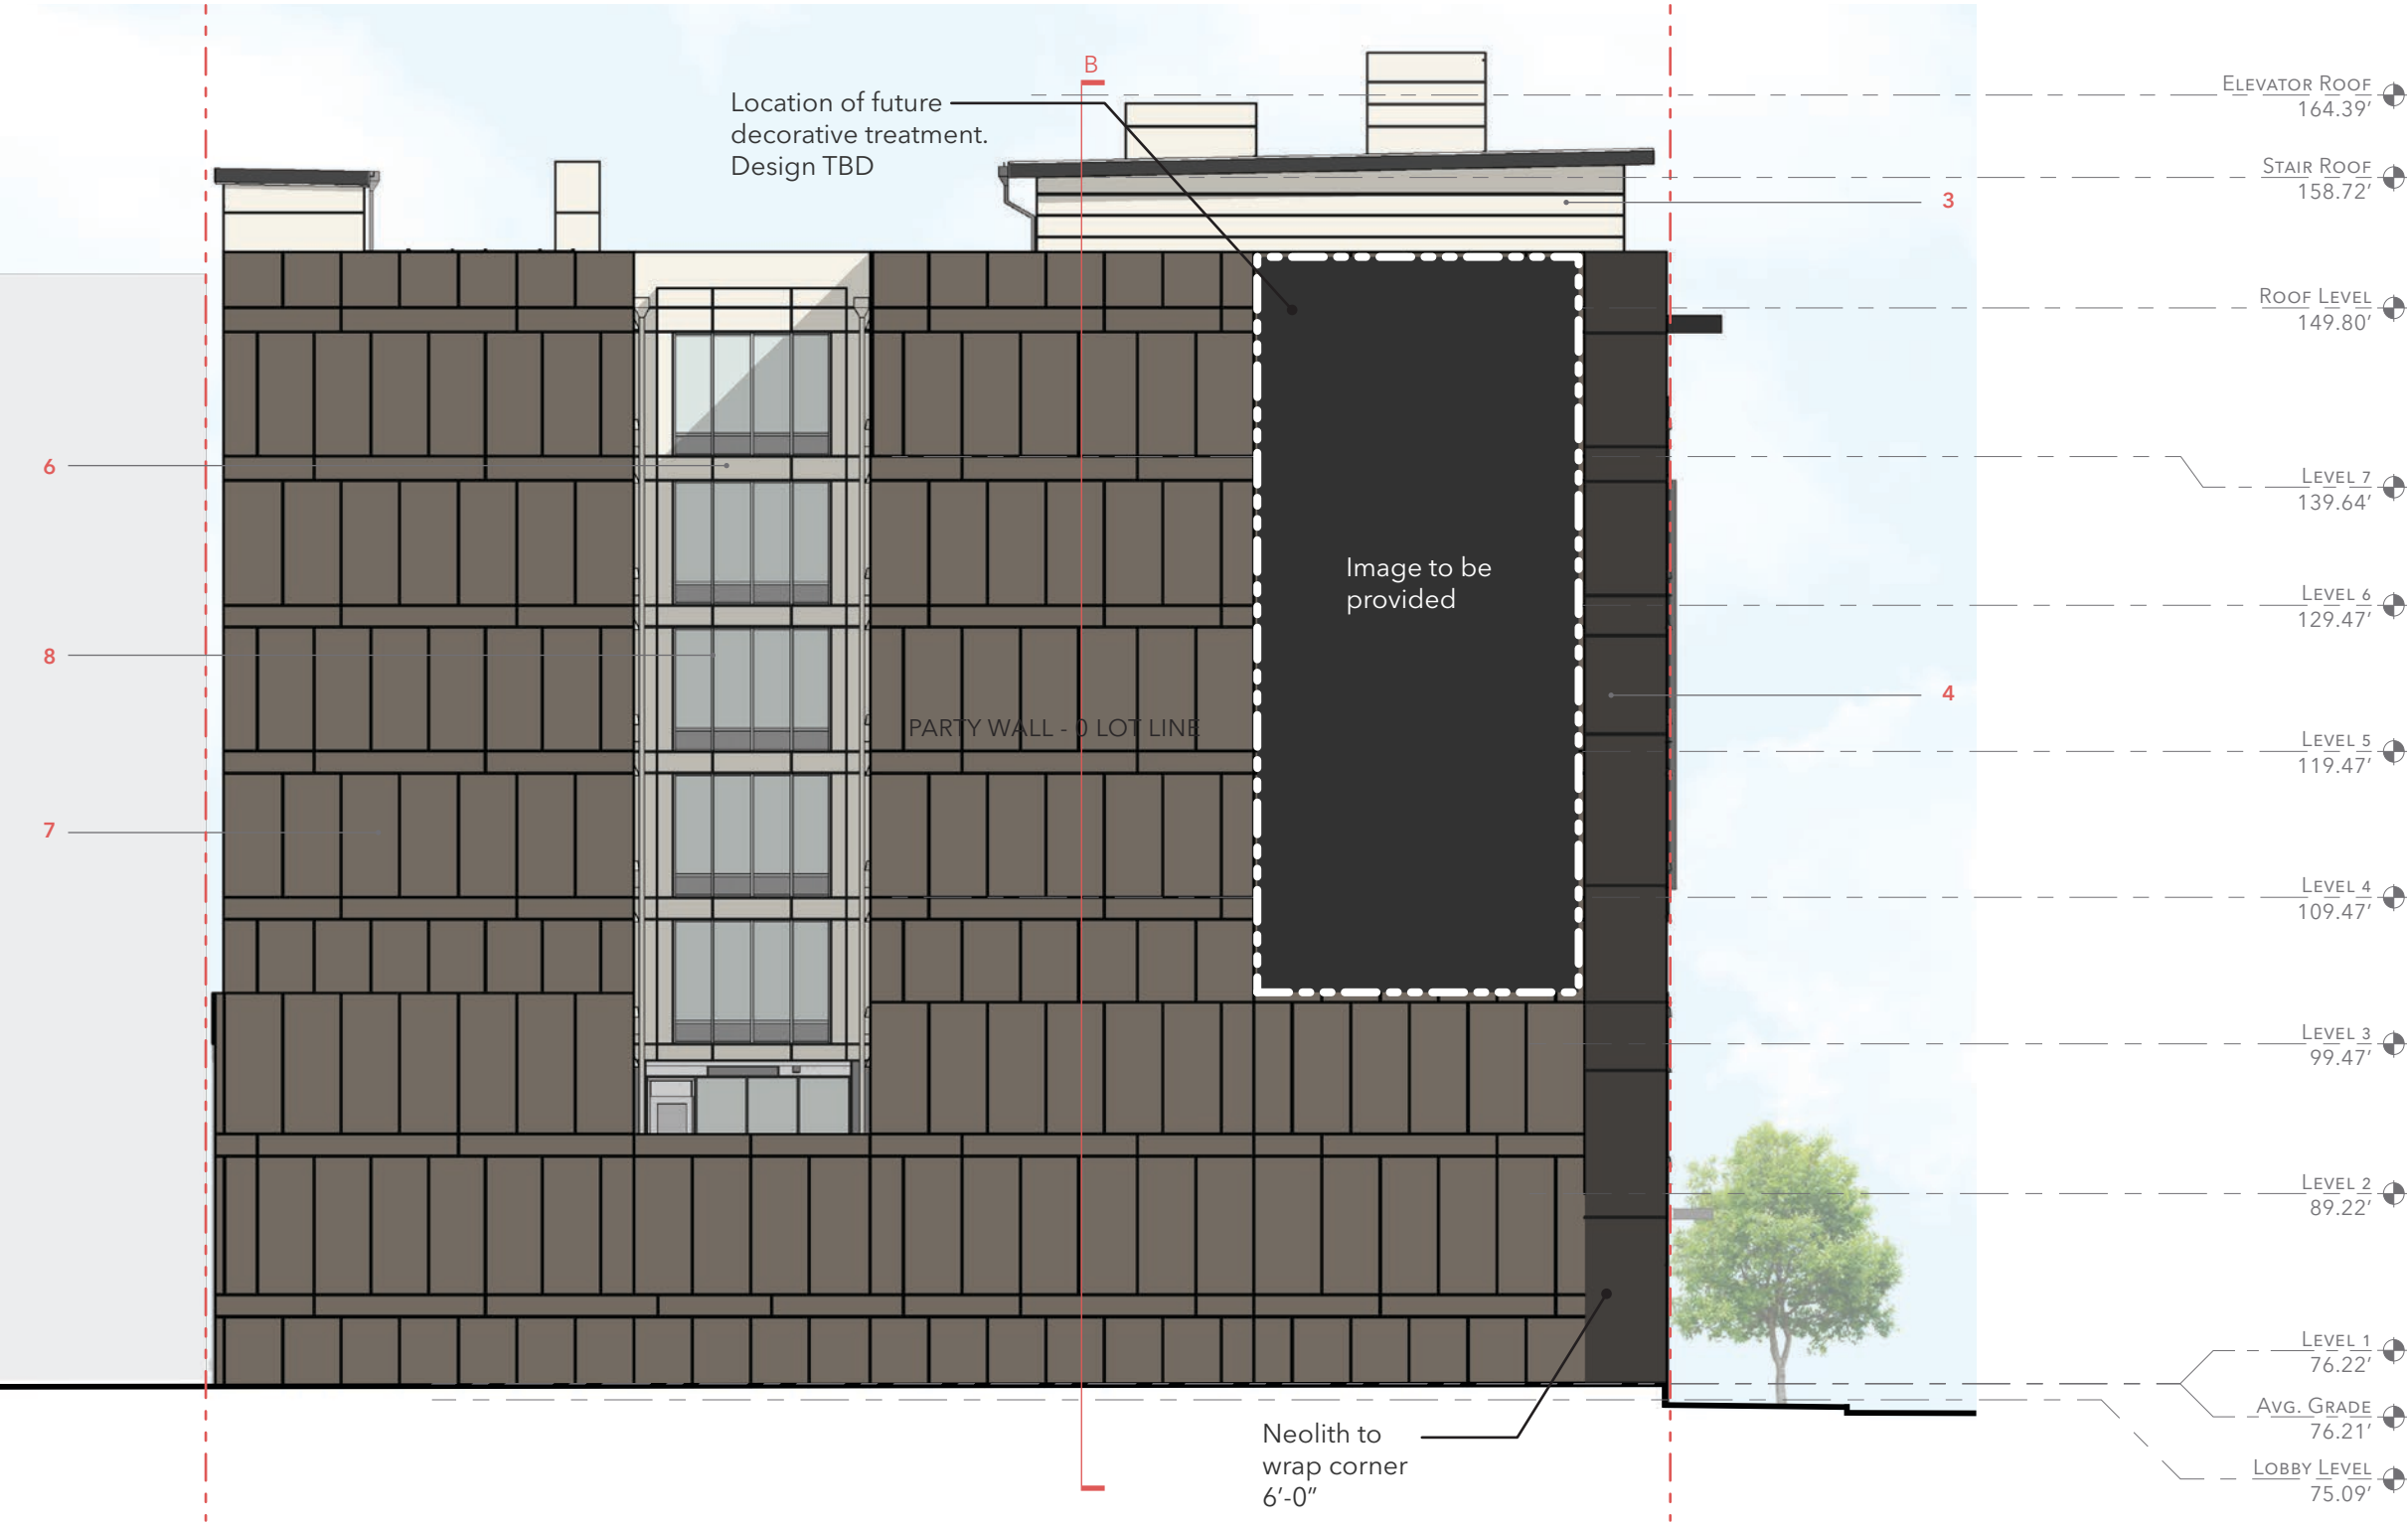 B
Location of future
decorative treatment.
Design TBD
ELEVATOR ROOF
164.39'
STAIR ROOF
158.72'
3
ROOF LEVEL
149.80'
6
LEVEL 7
139.64'
Image to be
provided
LEVEL 6
129.47'
8
4
PARTY WALL - 0 LOT LINE
LEVEL 5
119.47'
7
LEVEL 4
109.47'
LEVEL 3
99.47'
LEVEL 2
89.22'
LEVEL 1
76.22'
AVG. GRADE
76.21'
Neolith to
wrap corner
6'-0"
LOBBY LEVEL
75.09'